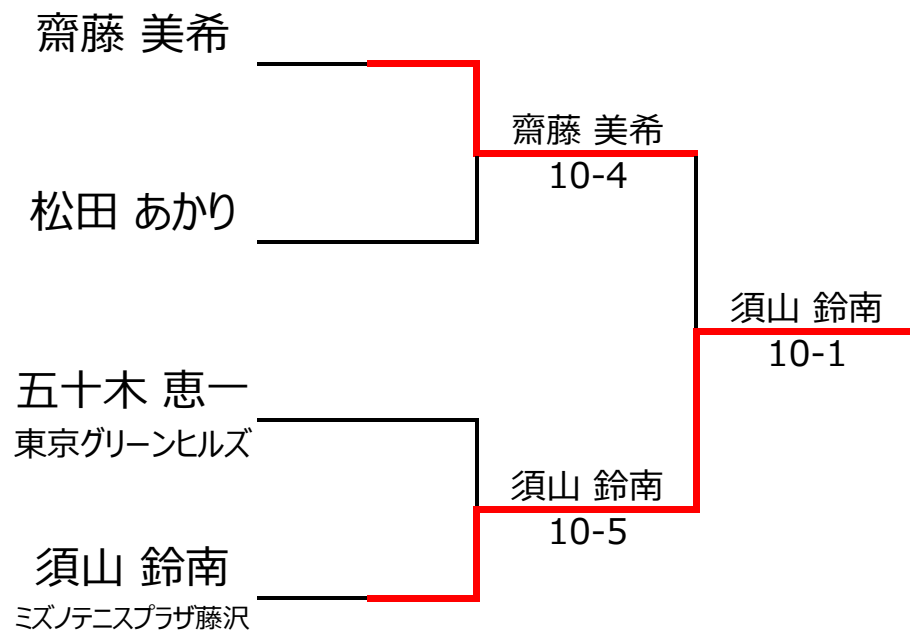 齋藤 美希
松田 あかり
五十木 恵一
東京グリーンヒルズ
須山 鈴南
ミズノテニスプラザ藤沢
齋藤 美希
10-4
須山 鈴南
10-5
須山 鈴南
10-1